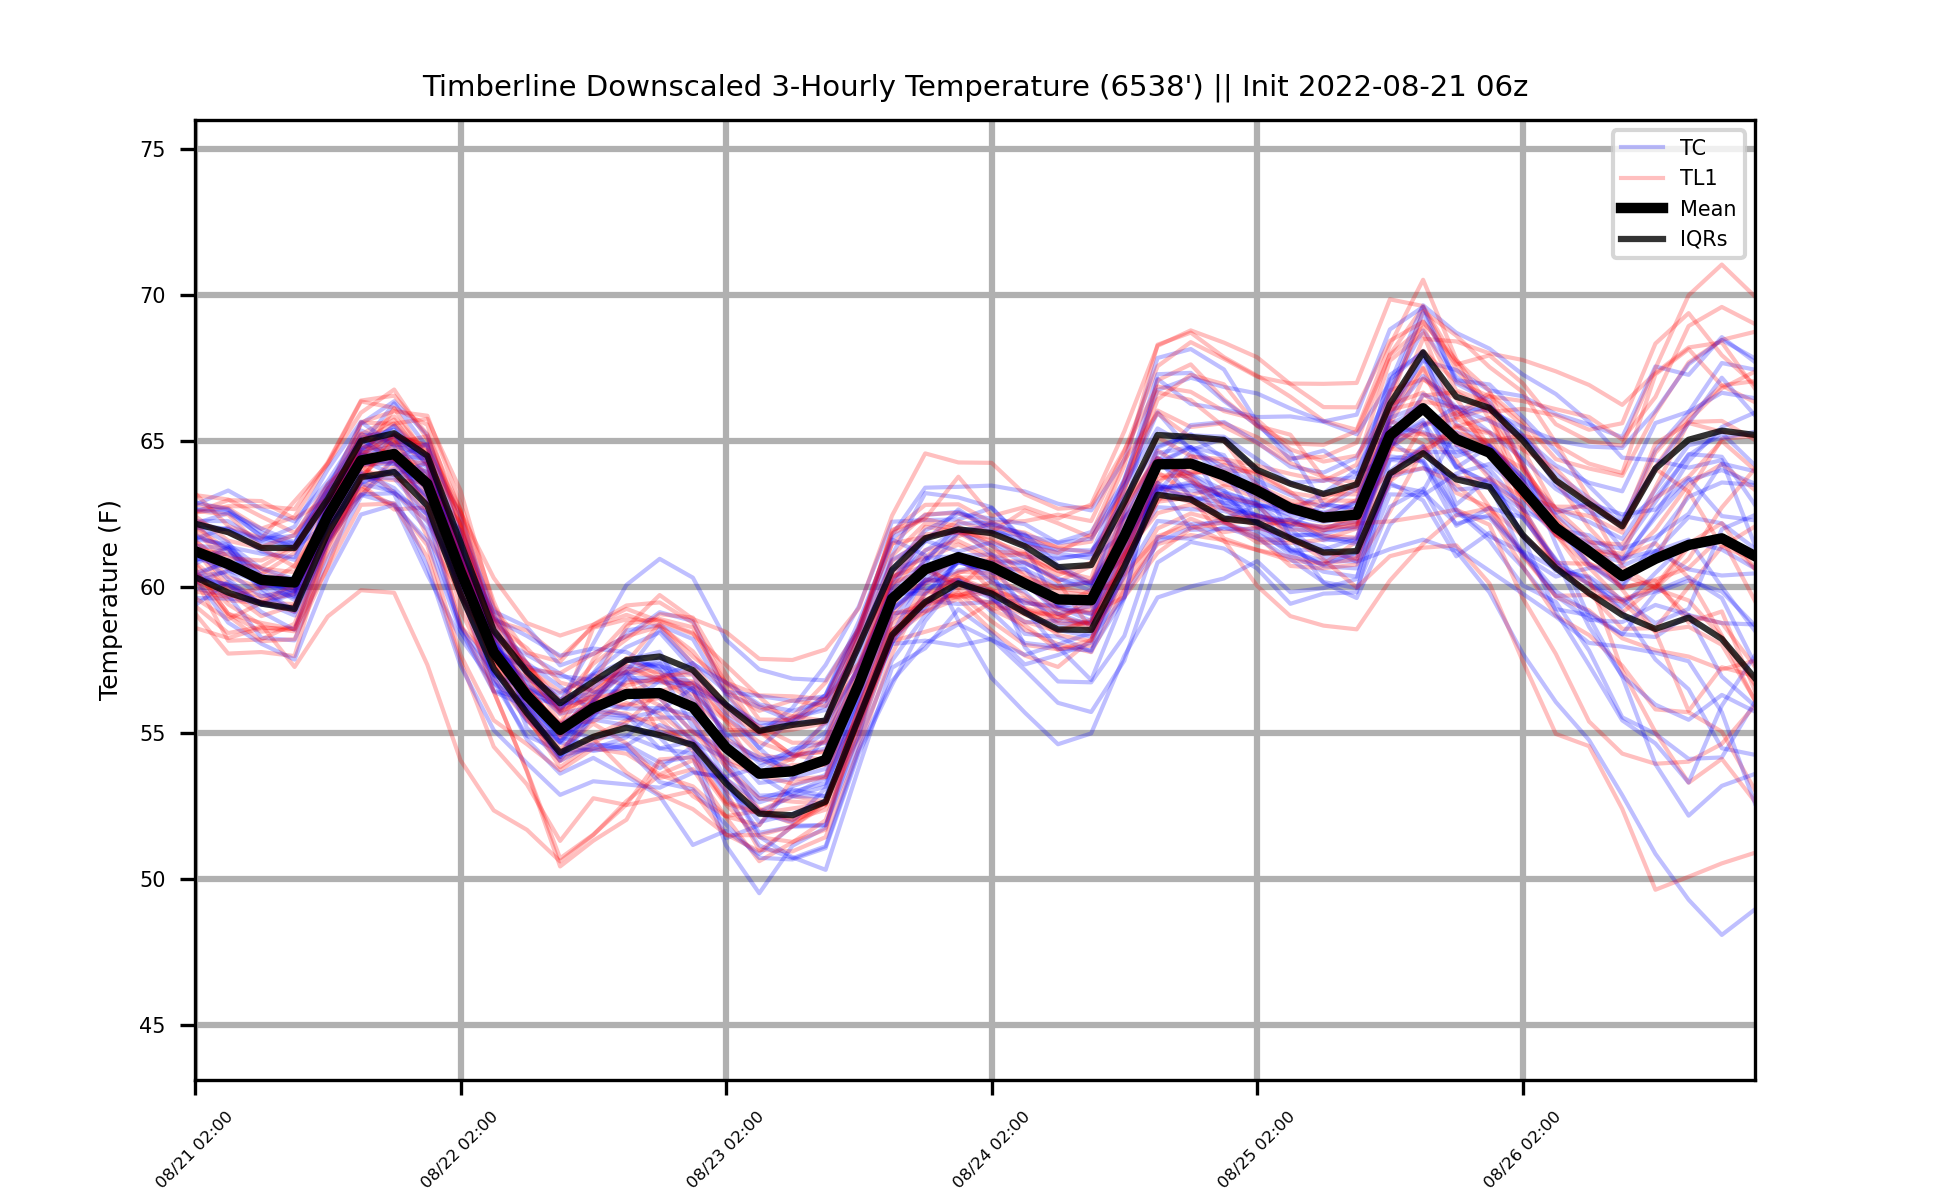 Timberline Downscaled 3-Hourly Temperature (6538') || Init 2022-08-21 06z
TC
TL1
Mean
IQRs
Temperature (F)
75
70
65
60
55
50
45
08/21 02:00
08/22 02:00
08/23 02:00
08/24 02:00
08/25 02:00
08/26 02:00